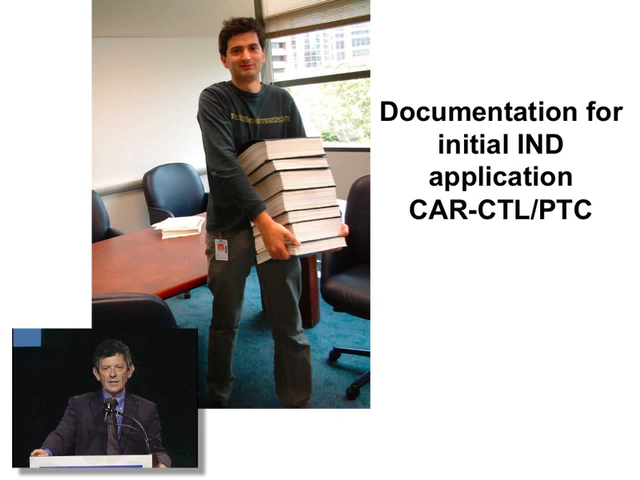 Documentation for
initial IND
application
CAR-CTL/PTC